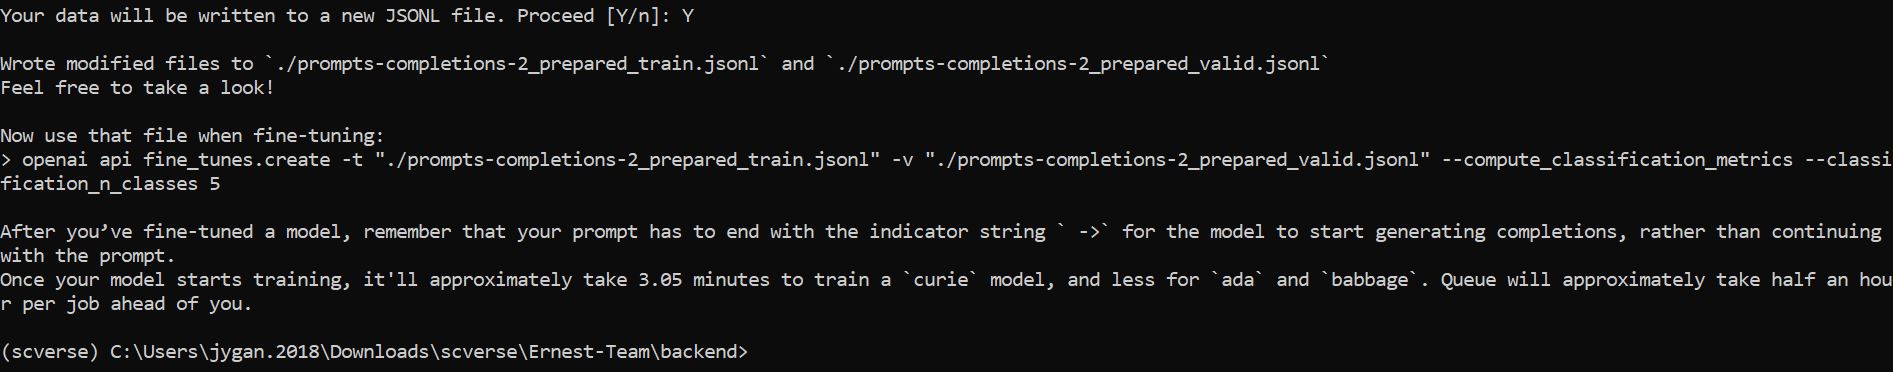 Your data will be written to a new JSONL file. Proceed [Y/n]: Y
Wrote modified files to `./prompts-completions-2_prepared_train.jsonl` and `./prompts-completions-2_prepared_valid.jsonl`
Feel free to take a look!
Now use that file when fine-tuning:
> openai api fine_tunes.create -t "./prompts-completions-2_prepared_train.jsonl" -v "./prompts-completions-2_prepared_valid.jsonl" --compute_classification_metrics --classi
fication_n_classes 5
After you’ve fine-tuned a model, remember that your prompt has to end with the indicator string ` ->` for the model to start generating completions, rather than continuing
with the prompt.
Once your model starts training, it'll approximately take 3.05 minutes to train a `curie` model, and less for `ada` and `babbage`. Queue will approximately take half an hou
r per job ahead of you.
(scverse) C:\Users\jygan.2018\Downloads\scverse\Ernest-Team\backend>